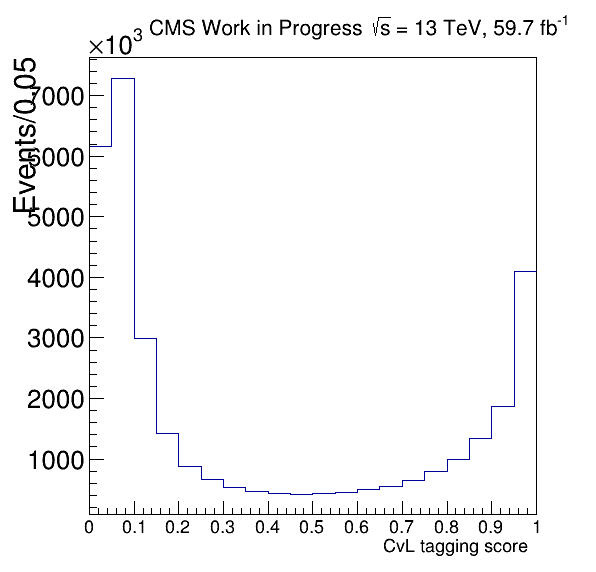 ×10³ CMS Work in Progress √s = 13 TeV, 59.7 fb⁻¹
Events/0.05
7000
6000
5000
4000
3000
2000
1000
0 0.1 0.2 0.3 0.4 0.5 0.6 0.7 0.8 0.9 1
CvL tagging score